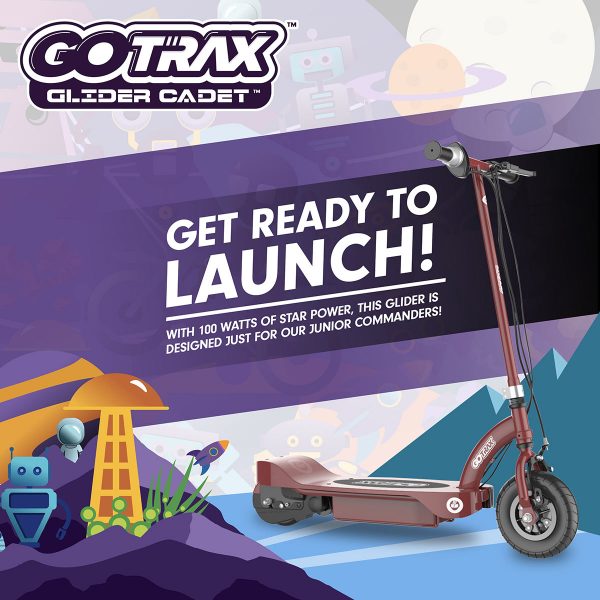 GOTRAX™
GLIDER CADET™
GET READY TO
LAUNCH!
WITH 100 WATTS OF STAR POWER, THIS GLIDER IS
DESIGNED JUST FOR OUR JUNIOR COMMANDERS!
GOTRAX
GOTRAX